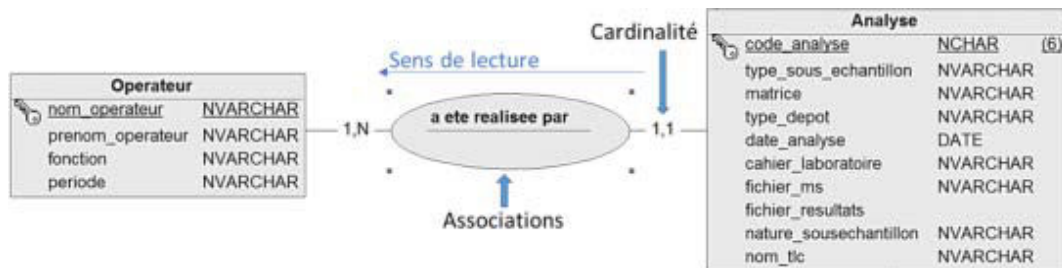 Cardinalité
Sens de lecture
Operateur
nom_operateur NVARCHAR
prenom_operateur NVARCHAR
fonction NVARCHAR
periode NVARCHAR
1,N
a ete realisee par
1,1
Associations
Analyse
code_analyse NCHAR (6)
type_sous_echantillon NVARCHAR
matrice NVARCHAR
type_depot NVARCHAR
date_analyse DATE
cahier_laboratoire NVARCHAR
fichier_ms NVARCHAR
fichier_resultats
nature_sousechantillon NVARCHAR
nom_tlc NVARCHAR